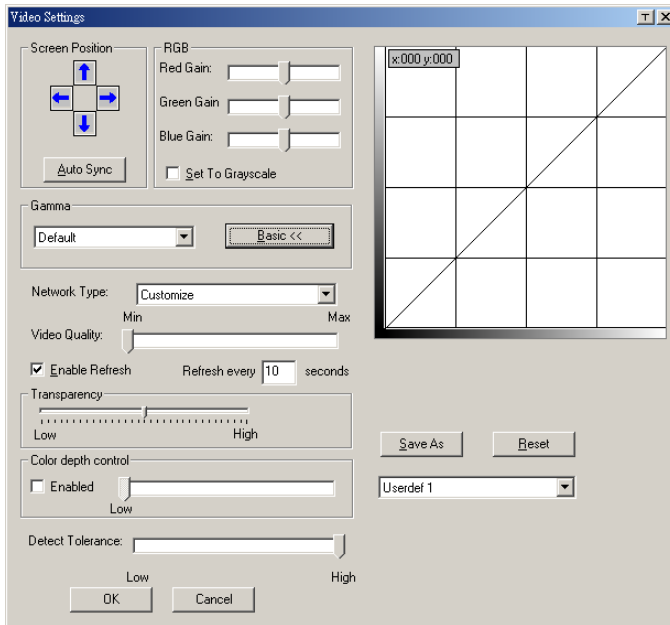 Video Settings
Screen Position
Auto Sync
RGB
Red Gain:
Green Gain
Blue Gain:
Set To Grayscale
x:000 y:000
Gamma
Default
Basic <<
Network Type:
Customize
Min
Max
Video Quality:
Enable Refresh
Refresh every 10 seconds
Transparency
Low
High
Color depth control
Enabled
Low
Detect Tolerance:
Low
High
OK
Cancel
Save As
Reset
Userdef 1